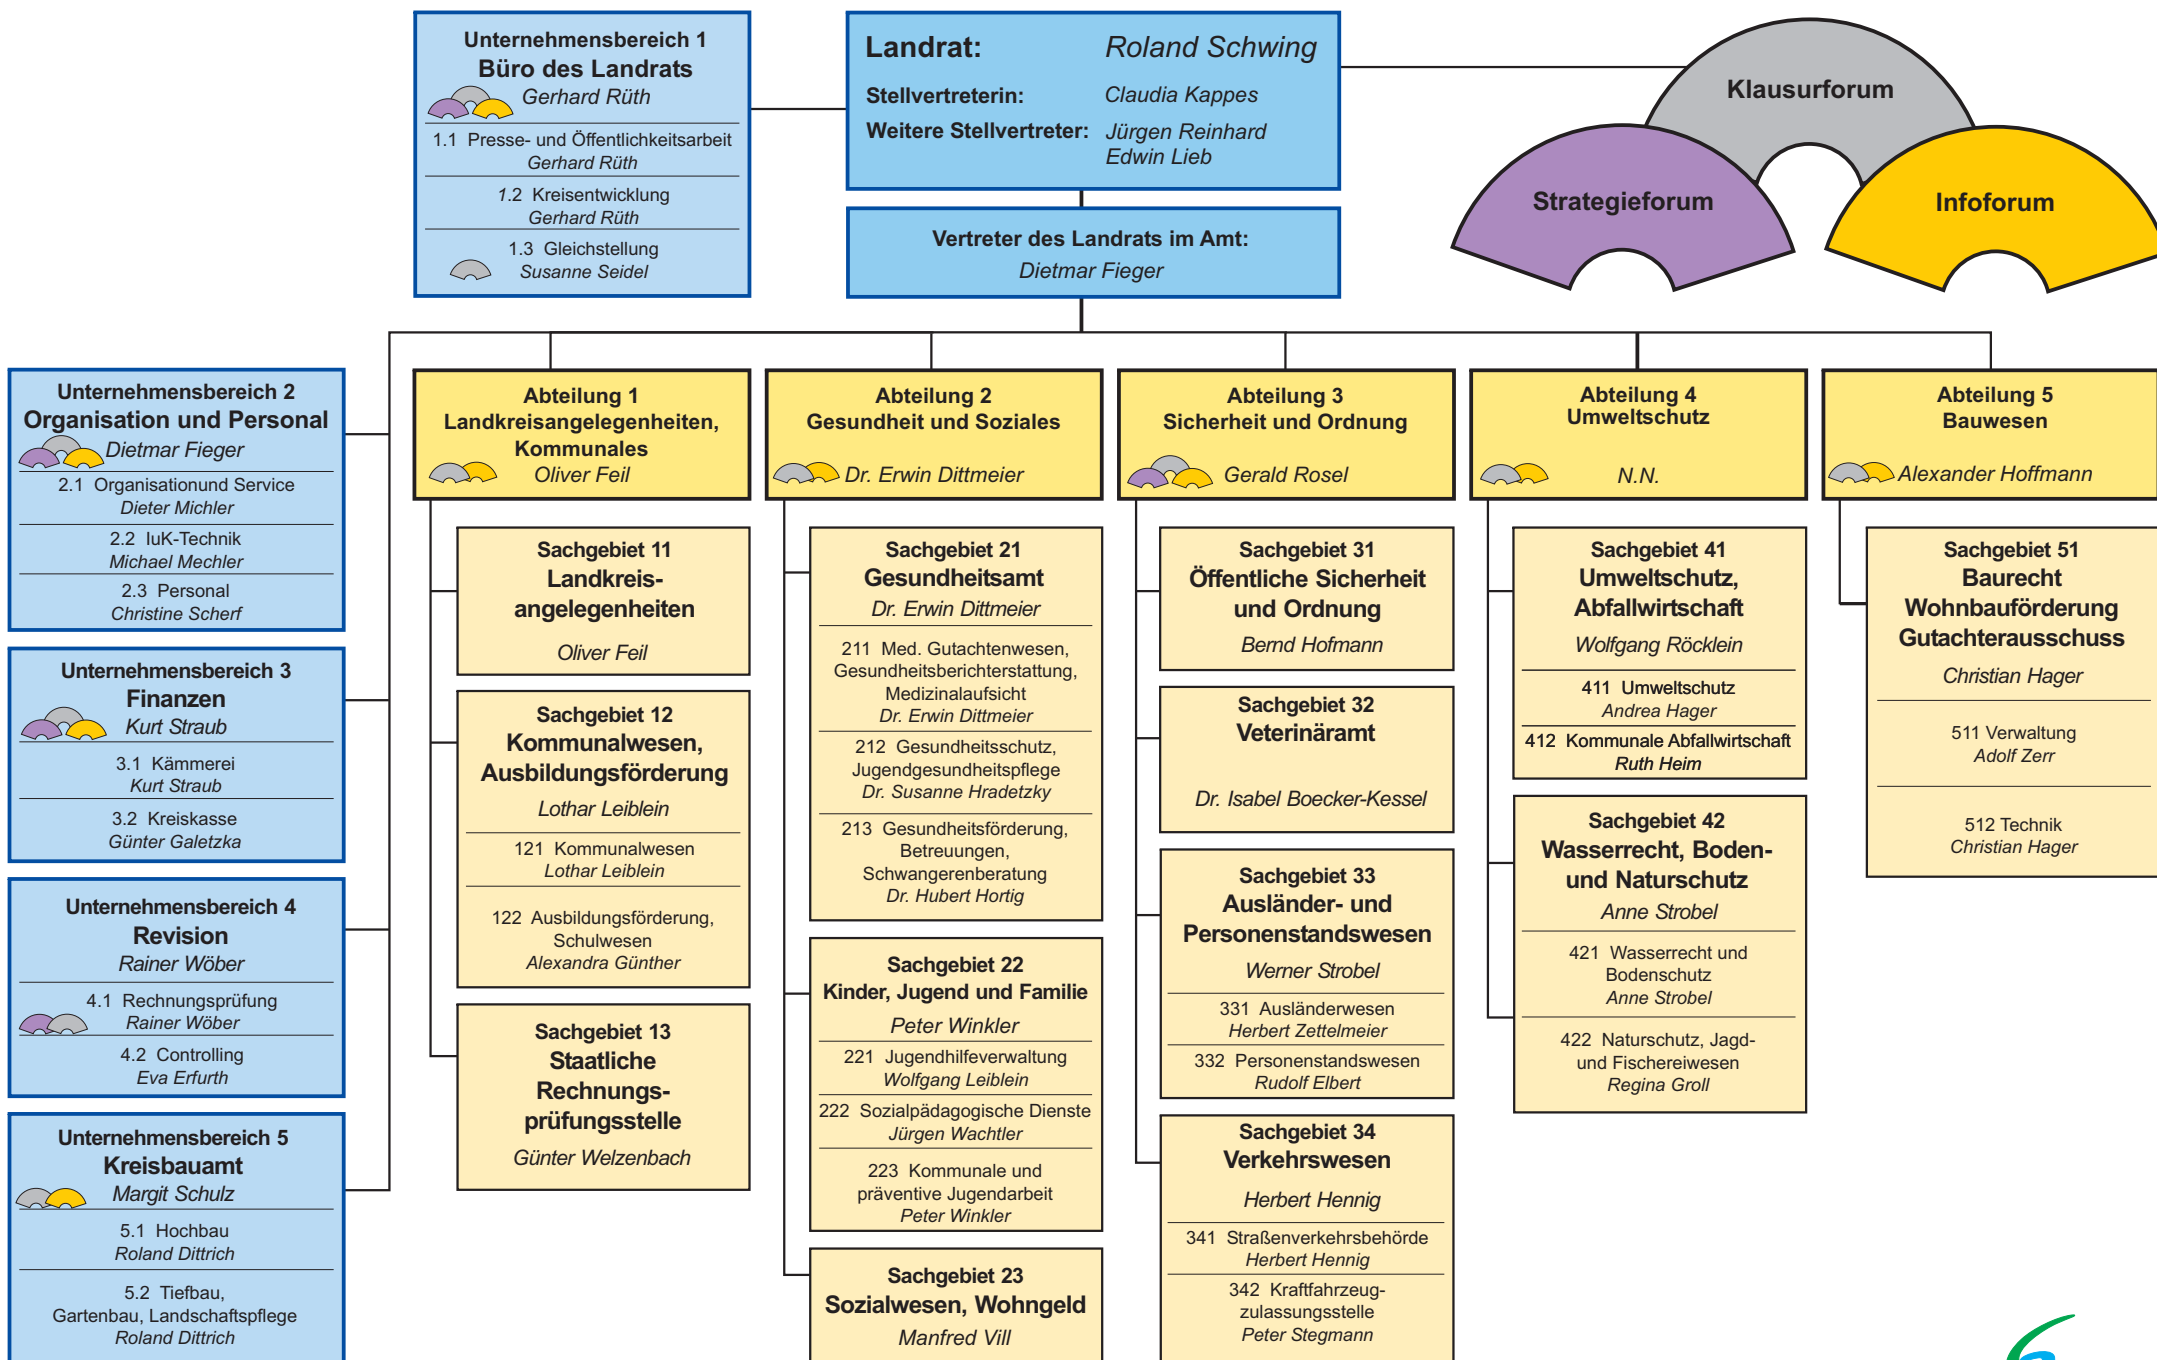 Unternehmensbereich 1
Büro des Landrats
Gerhard Rüth
1.1 Presse- und Öffentlichkeitsarbeit
Gerhard Rüth
1.2 Kreisentwicklung
Gerhard Rüth
1.3 Gleichstellung
Susanne Seidel
Landrat: Roland Schwing
Stellvertreterin: Claudia Kappes
Weitere Stellvertreter: Jürgen Reinhard
Edwin Lieb
Vertreter des Landrats im Amt:
Dietmar Fieger
Klausurforum
Strategieforum
Infoforum
Unternehmensbereich 2
Organisation und Personal
Dietmar Fieger
2.1 Organisationund Service
Dieter Michler
2.2 IuK-Technik
Michael Mechler
2.3 Personal
Christine Scherf
Unternehmensbereich 3
Finanzen
Kurt Straub
3.1 Kämmerei
Kurt Straub
3.2 Kreiskasse
Günter Galetzka
Unternehmensbereich 4
Revision
Rainer Wöber
4.1 Rechnungsprüfung
Rainer Wöber
4.2 Controlling
Eva Erfurth
Unternehmensbereich 5
Kreisbauamt
Margit Schulz
5.1 Hochbau
Roland Dittrich
5.2 Tiefbau,
Gartenbau, Landschaftspflege
Roland Dittrich
Abteilung 1
Landkreisangelegenheiten,
Kommunales
Oliver Feil
Sachgebiet 11
Landkreis-
angelegenheiten
Oliver Feil
Sachgebiet 12
Kommunalwesen,
Ausbildungsförderung
Lothar Leiblein
121 Kommunalwesen
Lothar Leiblein
122 Ausbildungsförderung,
Schulwesen
Alexandra Günther
Sachgebiet 13
Staatliche
Rechnungs-
prüfungsstelle
Günter Welzenbach
Abteilung 2
Gesundheit und Soziales
Dr. Erwin Dittmeier
Sachgebiet 21
Gesundheitsamt
Dr. Erwin Dittmeier
211 Med. Gutachtenwesen,
Gesundheitsberichterstattung,
Medizinalaufsicht
Dr. Erwin Dittmeier
212 Gesundheitsschutz,
Jugendgesundheitspflege
Dr. Susanne Hradetzky
213 Gesundheitsförderung,
Betreuungen,
Schwangerenberatung
Dr. Hubert Hortig
Sachgebiet 22
Kinder, Jugend und Familie
Peter Winkler
221 Jugendhilfeverwaltung
Wolfgang Leiblein
222 Sozialpädagogische Dienste
Jürgen Wachtler
223 Kommunale und
präventive Jugendarbeit
Peter Winkler
Sachgebiet 23
Sozialwesen, Wohngeld
Manfred Vill
Abteilung 3
Sicherheit und Ordnung
Gerald Rosel
Sachgebiet 31
Öffentliche Sicherheit
und Ordnung
Bernd Hofmann
Sachgebiet 32
Veterinäramt
Dr. Isabel Boecker-Kessel
Sachgebiet 33
Ausländer- und
Personenstandswesen
Werner Strobel
331 Ausländerwesen
Herbert Zettelmeier
332 Personenstandswesen
Rudolf Elbert
Sachgebiet 34
Verkehrswesen
Herbert Hennig
341 Straßenverkehrsbehörde
Herbert Hennig
342 Kraftfahrzeug-
zulassungsstelle
Peter Stegmann
Abteilung 4
Umweltschutz
N.N.
Sachgebiet 41
Umweltschutz,
Abfallwirtschaft
Wolfgang Röcklein
411 Umweltschutz
Andrea Hager
412 Kommunale Abfallwirtschaft
Ruth Heim
Sachgebiet 42
Wasserrecht, Boden-
und Naturschutz
Anne Strobel
421 Wasserrecht und
Bodenschutz
Anne Strobel
422 Naturschutz, Jagd-
und Fischereiwesen
Regina Groll
Abteilung 5
Bauwesen
Alexander Hoffmann
Sachgebiet 51
Baurecht
Wohnbauförderung
Gutachterausschuss
Christian Hager
511 Verwaltung
Adolf Zerr
512 Technik
Christian Hager